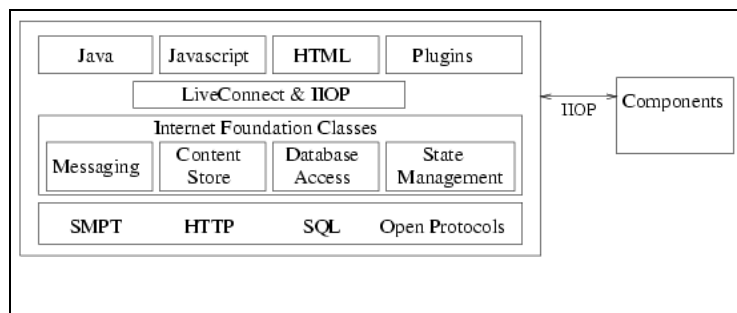 Java Javascript HTML Plugins
LiveConnect & IIOP
IIOP
Components
Internet Foundation Classes
Messaging
Content
Store
Database
Access
State
Management
SMPT HTTP SQL Open Protocols